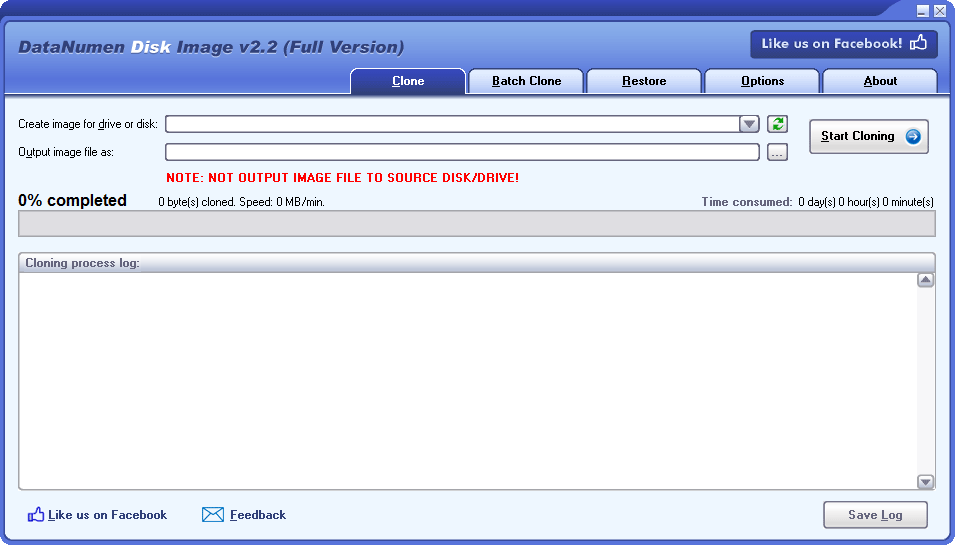 DataNumen Disk Image v2.2 (Full Version)
Like us on Facebook!
Clone
Batch Clone
Restore
Options
About
Create image for drive or disk:
Output image file as:
...
Start Cloning
NOTE: NOT OUTPUT IMAGE FILE TO SOURCE DISK/DRIVE!
0% completed
0 byte(s) cloned. Speed: 0 MB/min.
Time consumed: 0 day(s) 0 hour(s) 0 minute(s)
Cloning process log:
Like us on Facebook
Feedback
Save Log